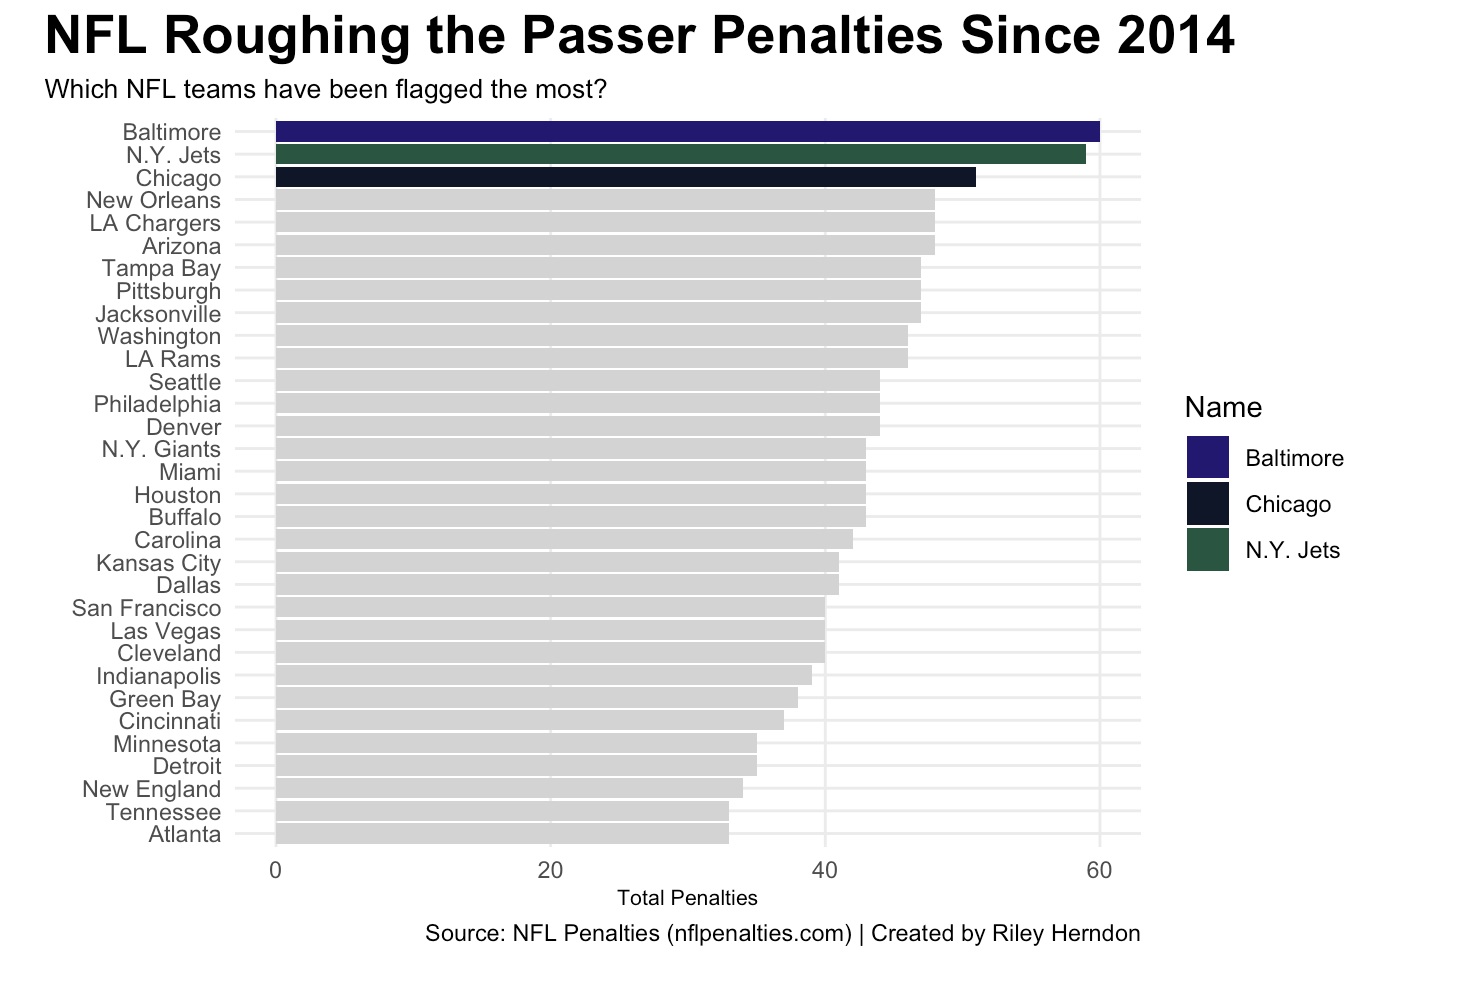 NFL Roughing the Passer Penalties Since 2014
Which NFL teams have been flagged the most?
Baltimore
N.Y. Jets
Chicago
New Orleans
LA Chargers
Arizona
Tampa Bay
Pittsburgh
Jacksonville
Washington
LA Rams
Seattle
Philadelphia
Denver
N.Y. Giants
Miami
Houston
Buffalo
Carolina
Kansas City
Dallas
San Francisco
Las Vegas
Cleveland
Indianapolis
Green Bay
Cincinnati
Minnesota
Detroit
New England
Tennessee
Atlanta
0 20 40 60
Total Penalties
Name
Baltimore
Chicago
N.Y. Jets
Source: NFL Penalties (nflpenalties.com) | Created by Riley Herndon